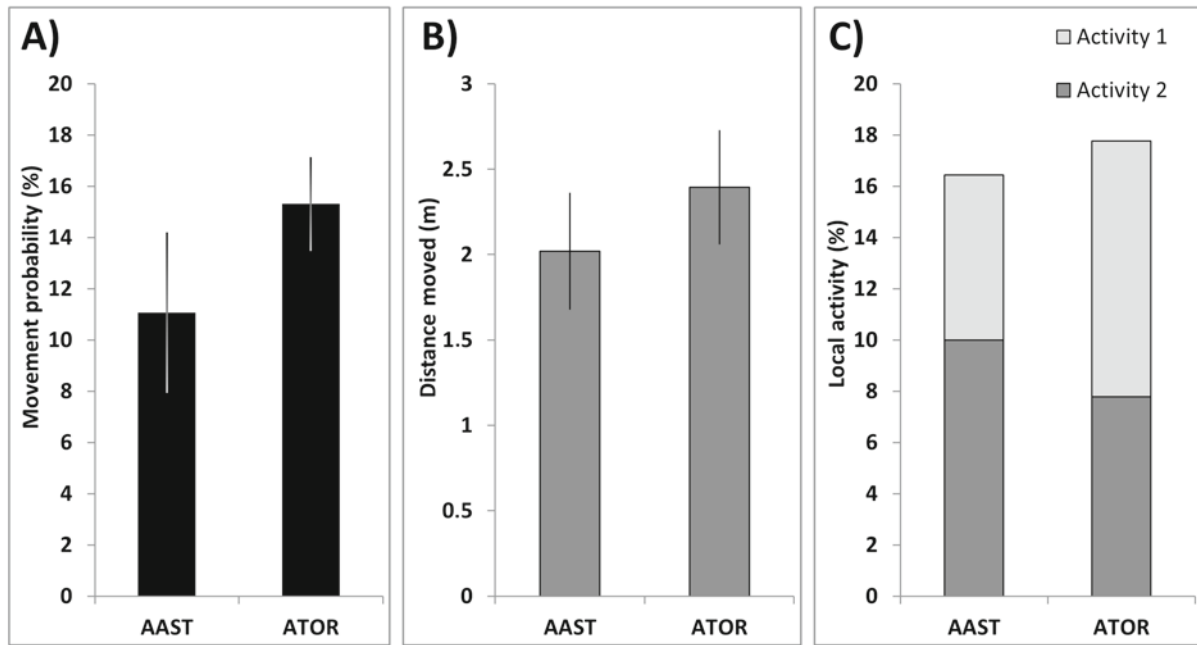 A)
Movement probability (%)
20
18
16
14
12
10
8
6
4
2
0
AAST
ATOR
B)
Distance moved (m)
3
2.5
2
1.5
1
0.5
0
AAST
ATOR
C)
Activity 1
Activity 2
Local activity (%)
20
18
16
14
12
10
8
6
4
2
0
AAST
ATOR